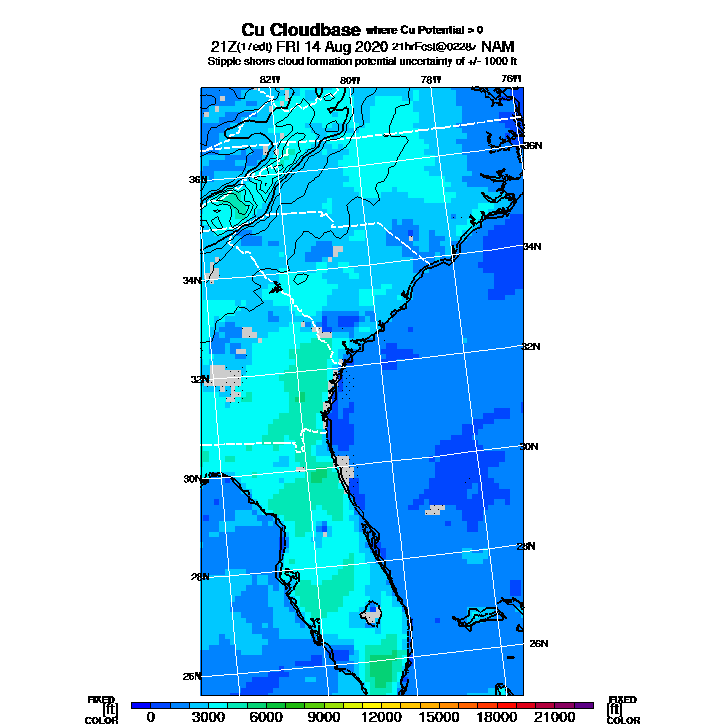 Cu Cloudbase where Cu Potential > 0
21Z(17edt) FRI 14 Aug 2020 21hrFcst@0228z NAM
Stipple shows cloud formation potential uncertainty of +/- 1000 ft
82W 80W 78W 76W
36N
36N
34N
34N
32N
32N
30N
30N
28N
28N
26N
26N
FIXED FIXED
[ft] [ft]
COLOR COLOR
0 3000 6000 9000 12000 15000 18000 21000